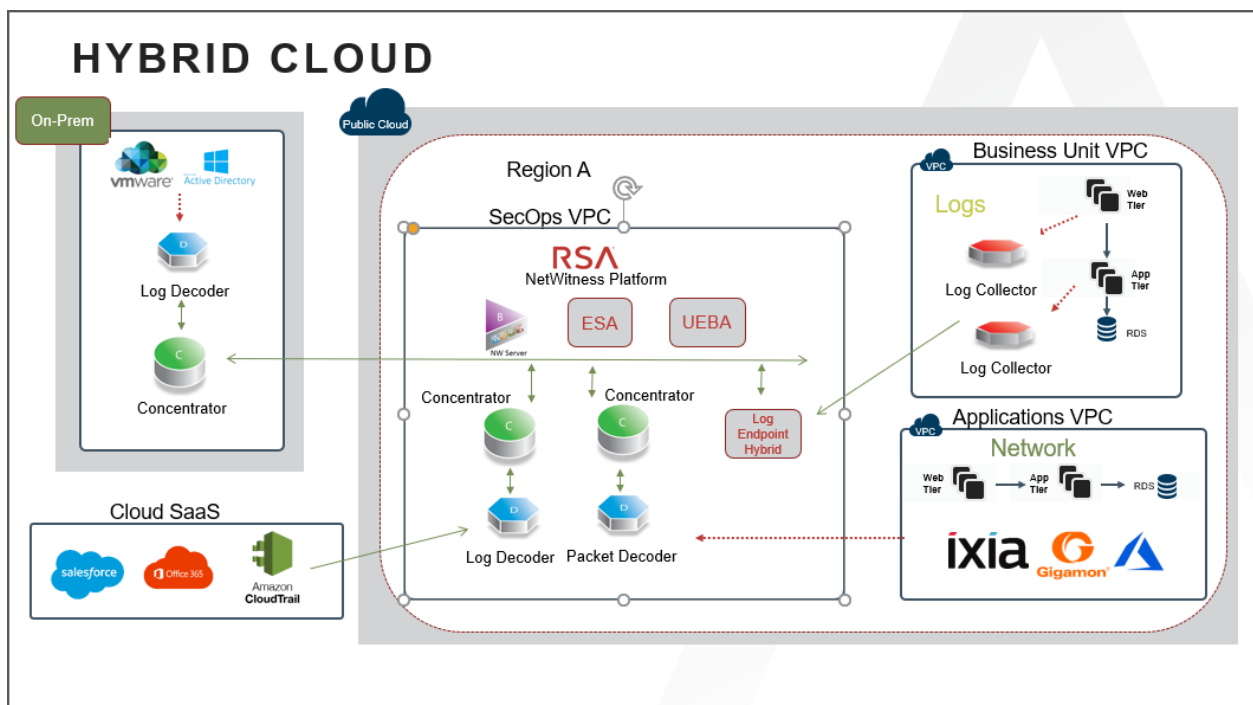 HYBRID CLOUD
On-Prem
vmware
Active Directory
D
Log Decoder
C
Concentrator
Cloud SaaS
salesforce
Office 365
Amazon
CloudTrail
Public Cloud
Region A
SecOps VPC
RSA
NetWitness Platform
B
NW Server
ESA
UEBA
Concentrator
C
Concentrator
C
Log
Endpoint
Hybrid
D
Log Decoder
D
Packet Decoder
Business Unit VPC
VPC
Logs
Web
Tier
Log Collector
App
Tier
RDS
Log Collector
Applications VPC
VPC
Network
Web
Tier
App
Tier
RDS
ixia
Gigamon